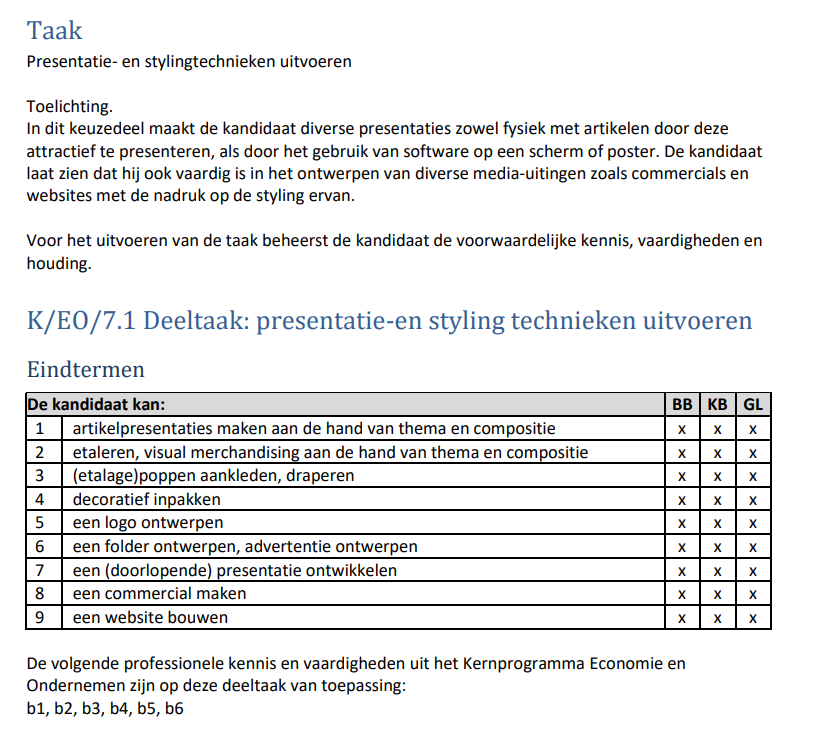 Taak
Presentatie- en stylingtechnieken uitvoeren
Toelichting.
In dit keuzedeel maakt de kandidaat diverse presentaties zowel fysiek met artikelen door deze
attractief te presenteren, als door het gebruik van software op een scherm of poster. De kandidaat
laat zien dat hij ook vaardig is in het ontwerpen van diverse media-uitingen zoals commercials en
websites met de nadruk op de styling ervan.
Voor het uitvoeren van de taak beheerst de kandidaat de voorwaardelijke kennis, vaardigheden en
houding.
K/EO/7.1 Deeltaak: presentatie-en styling technieken uitvoeren
Eindtermen
De kandidaat kan: BB KB GL
1 artikelpresentaties maken aan de hand van thema en compositie x x x
2 etaleren, visual merchandising aan de hand van thema en compositie x x x
3 (etalage)poppen aankleden, draperen x x x
4 decoratief inpakken x x x
5 een logo ontwerpen x x x
6 een folder ontwerpen, advertentie ontwerpen x x x
7 een (doorlopende) presentatie ontwikkelen x x x
8 een commercial maken x x x
9 een website bouwen x x x
De volgende professionele kennis en vaardigheden uit het Kernprogramma Economie en
Ondernemen zijn op deze deeltaak van toepassing:
b1, b2, b3, b4, b5, b6